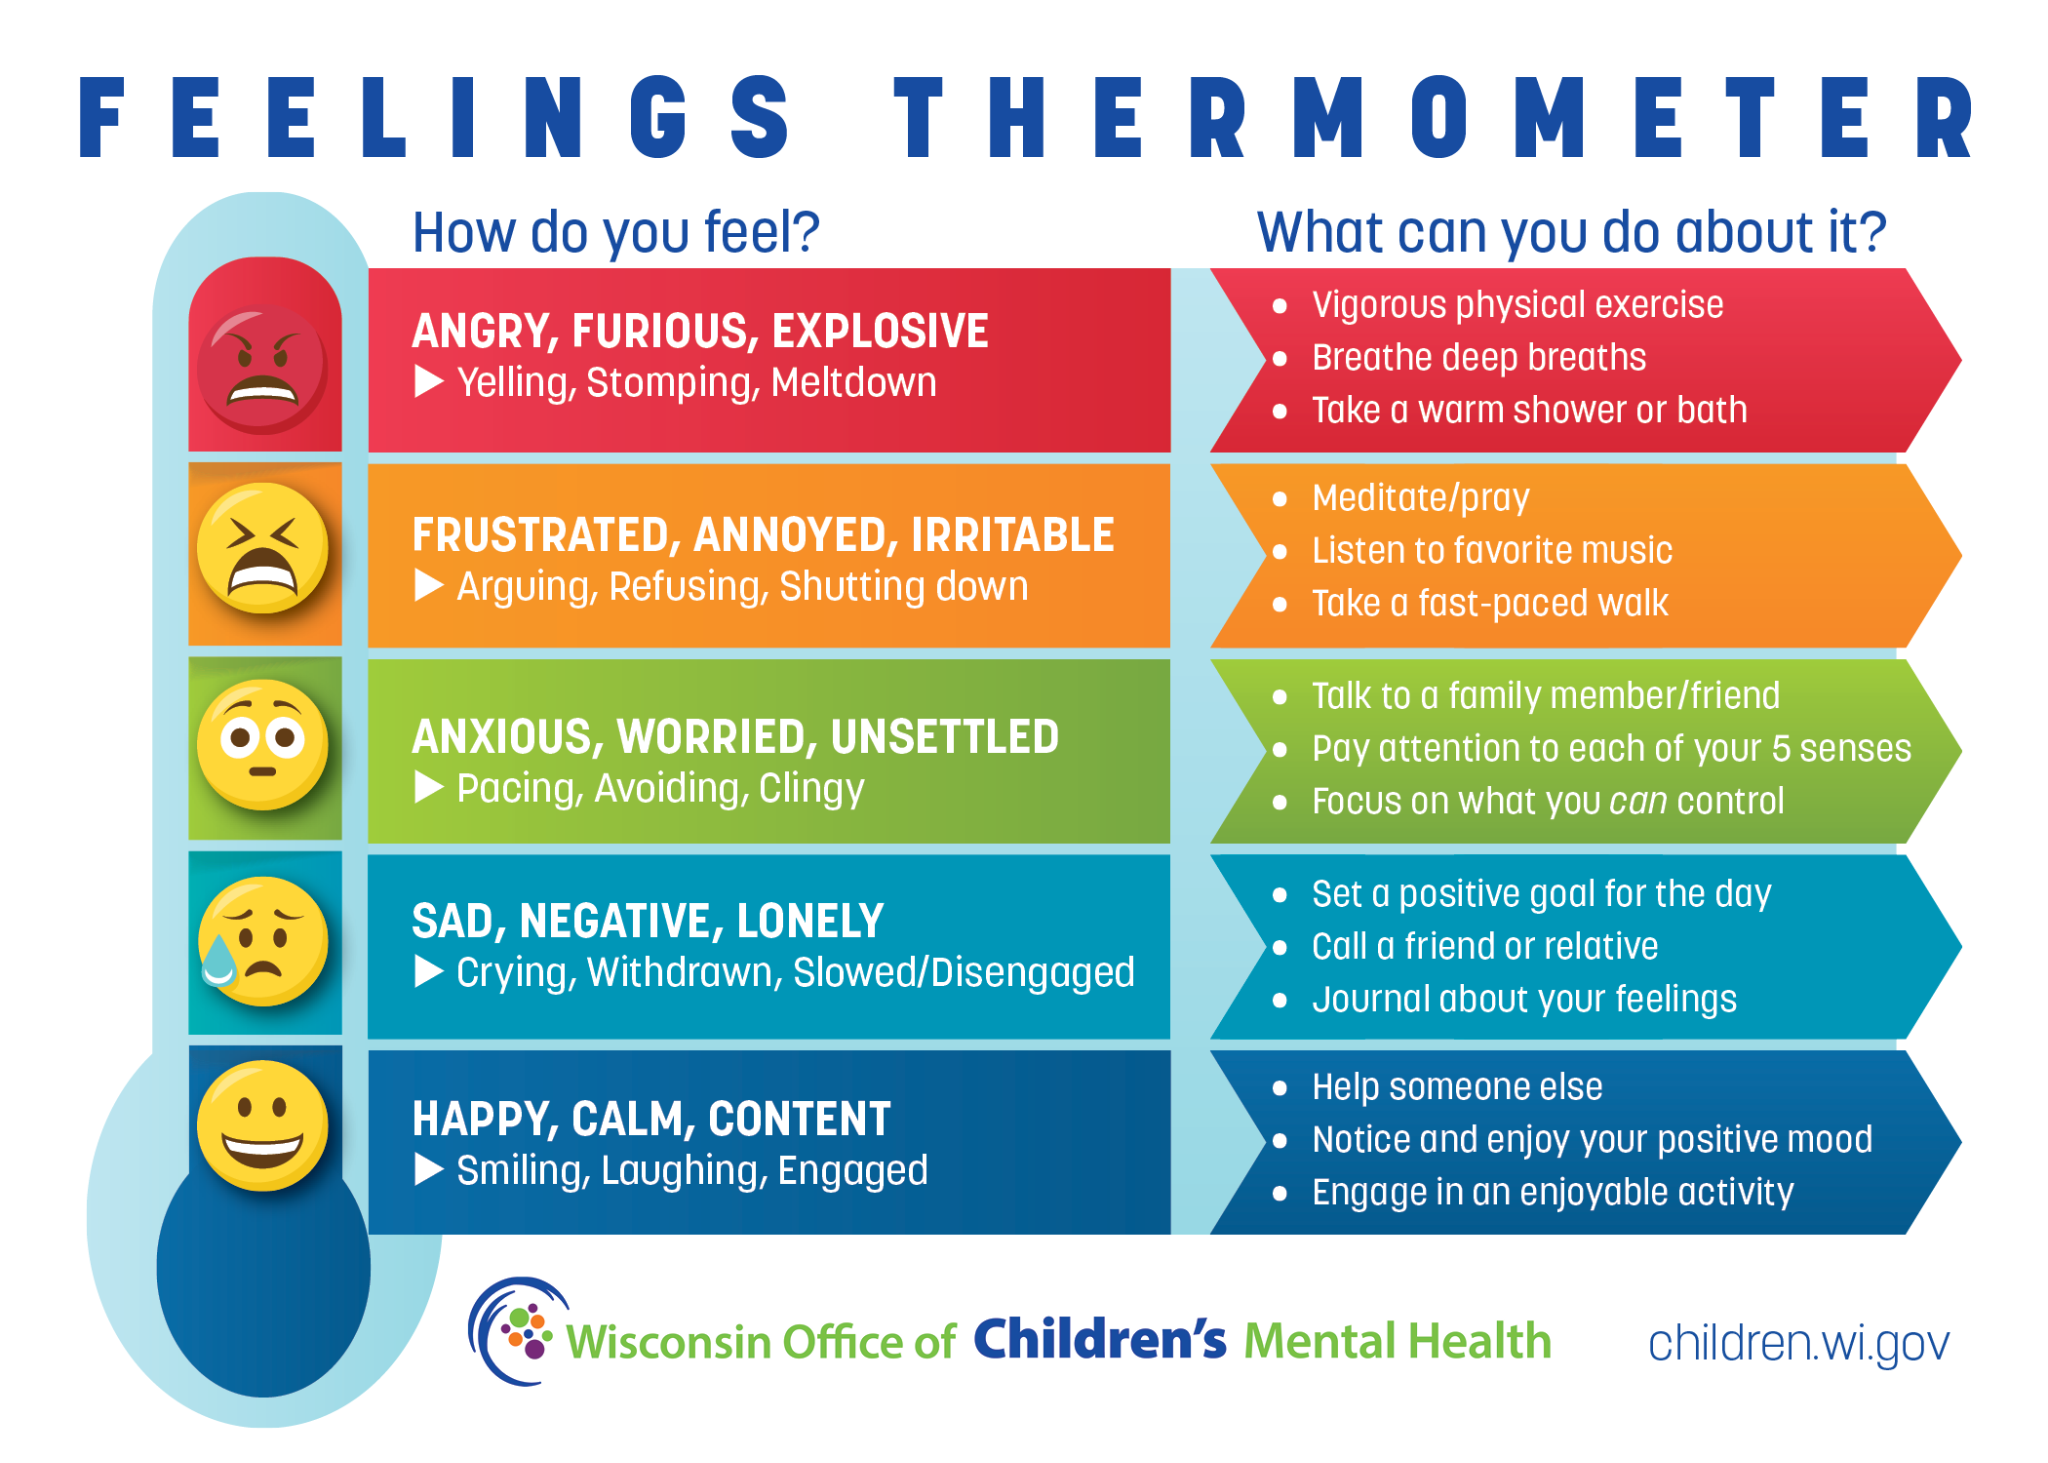 FEELINGS THERMOMETER
How do you feel?
What can you do about it?
ANGRY, FURIOUS, EXPLOSIVE
▶ Yelling, Stomping, Meltdown
• Vigorous physical exercise
• Breathe deep breaths
• Take a warm shower or bath
FRUSTRATED, ANNOYED, IRRITABLE
▶ Arguing, Refusing, Shutting down
• Meditate/pray
• Listen to favorite music
• Take a fast-paced walk
ANXIOUS, WORRIED, UNSETTLED
▶ Pacing, Avoiding, Clingy
• Talk to a family member/friend
• Pay attention to each of your 5 senses
• Focus on what you can control
SAD, NEGATIVE, LONELY
▶ Crying, Withdrawn, Slowed/Disengaged
• Set a positive goal for the day
• Call a friend or relative
• Journal about your feelings
HAPPY, CALM, CONTENT
▶ Smiling, Laughing, Engaged
• Help someone else
• Notice and enjoy your positive mood
• Engage in an enjoyable activity
Wisconsin Office of Children's Mental Health
children.wi.gov